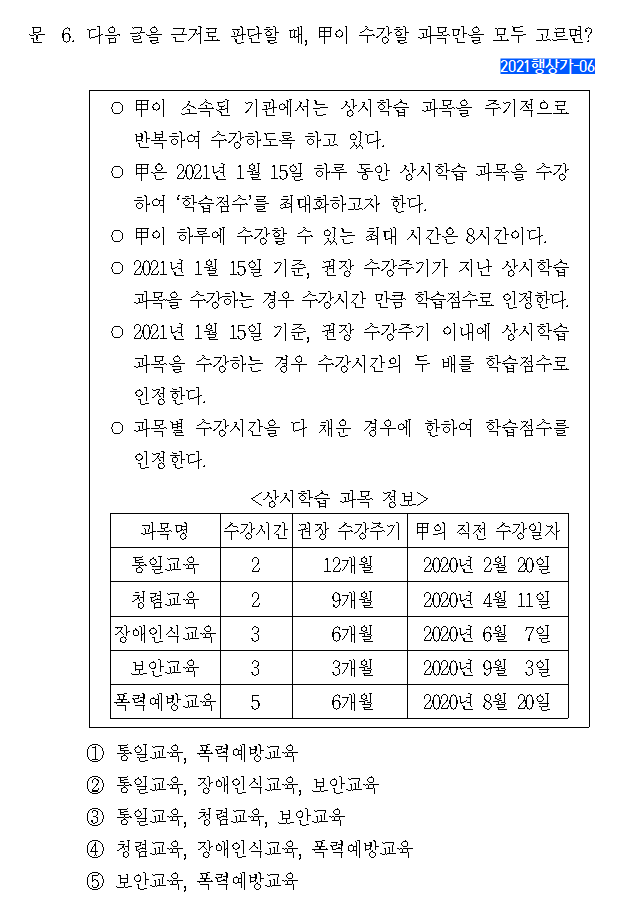 문 6. 다음 글을 근거로 판단할 때, 甲이 수강할 과목만을 모두 고르면?
2021행상가-06
○ 甲이 소속된 기관에서는 상시학습 과목을 주기적으로
반복하여 수강하도록 하고 있다.
○ 甲은 2021년 1월 15일 하루 동안 상시학습 과목을 수강
하여 ‘학습점수’를 최대화하고자 한다.
○ 甲이 하루에 수강할 수 있는 최대 시간은 8시간이다.
○ 2021년 1월 15일 기준, 권장 수강주기가 지난 상시학습
과목을 수강하는 경우 수강시간 만큼 학습점수로 인정한다.
○ 2021년 1월 15일 기준, 권장 수강주기 이내에 상시학습
과목을 수강하는 경우 수강시간의 두 배를 학습점수로
인정한다.
○ 과목별 수강시간을 다 채운 경우에 한하여 학습점수를
인정한다.
<상시학습 과목 정보>
과목명 수강시간 권장 수강주기 甲의 직전 수강일자
통일교육 2 12개월 2020년 2월 20일
청렴교육 2 9개월 2020년 4월 11일
장애인식교육 3 6개월 2020년 6월 7일
보안교육 3 3개월 2020년 9월 3일
폭력예방교육 5 6개월 2020년 8월 20일
① 통일교육, 폭력예방교육
② 통일교육, 장애인식교육, 보안교육
③ 통일교육, 청렴교육, 보안교육
④ 청렴교육, 장애인식교육, 폭력예방교육
⑤ 보안교육, 폭력예방교육